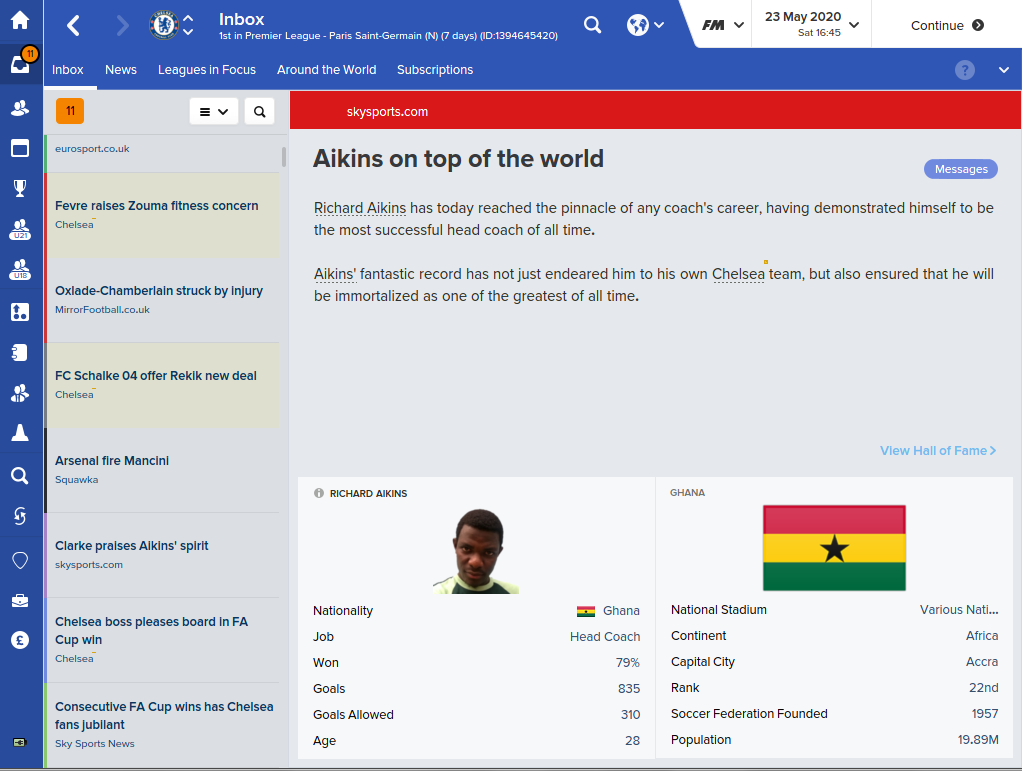 Inbox
1st in Premier League - Paris Saint-Germain (N) (7 days) (ID:1394645420)
FM
23 May 2020
Sat 16:45
Continue
11
Inbox
News
Leagues in Focus
Around the World
Subscriptions
?
U21
U18
£
11
eurosport.co.uk
Fevre raises Zouma fitness concern
Chelsea
Oxlade-Chamberlain struck by injury
MirrorFootball.co.uk
FC Schalke 04 offer Rekik new deal
Chelsea
Arsenal fire Mancini
Squawka
Clarke praises Aikins' spirit
skysports.com
Chelsea boss pleases board in FA
Cup win
Chelsea
Consecutive FA Cup wins has Chelsea
fans jubilant
Sky Sports News
skysports.com
Aikins on top of the world
Messages
Richard Aikins has today reached the pinnacle of any coach's career, having demonstrated himself to be
the most successful head coach of all time.
Aikins' fantastic record has not just endeared him to his own Chelsea team, but also ensured that he will
be immortalized as one of the greatest of all time.
View Hall of Fame
RICHARD AIKINS
Nationality Ghana
Job Head Coach
Won 79%
Goals 835
Goals Allowed 310
Age 28
GHANA
National Stadium Various Nati...
Continent Africa
Capital City Accra
Rank 22nd
Soccer Federation Founded 1957
Population 19.89M